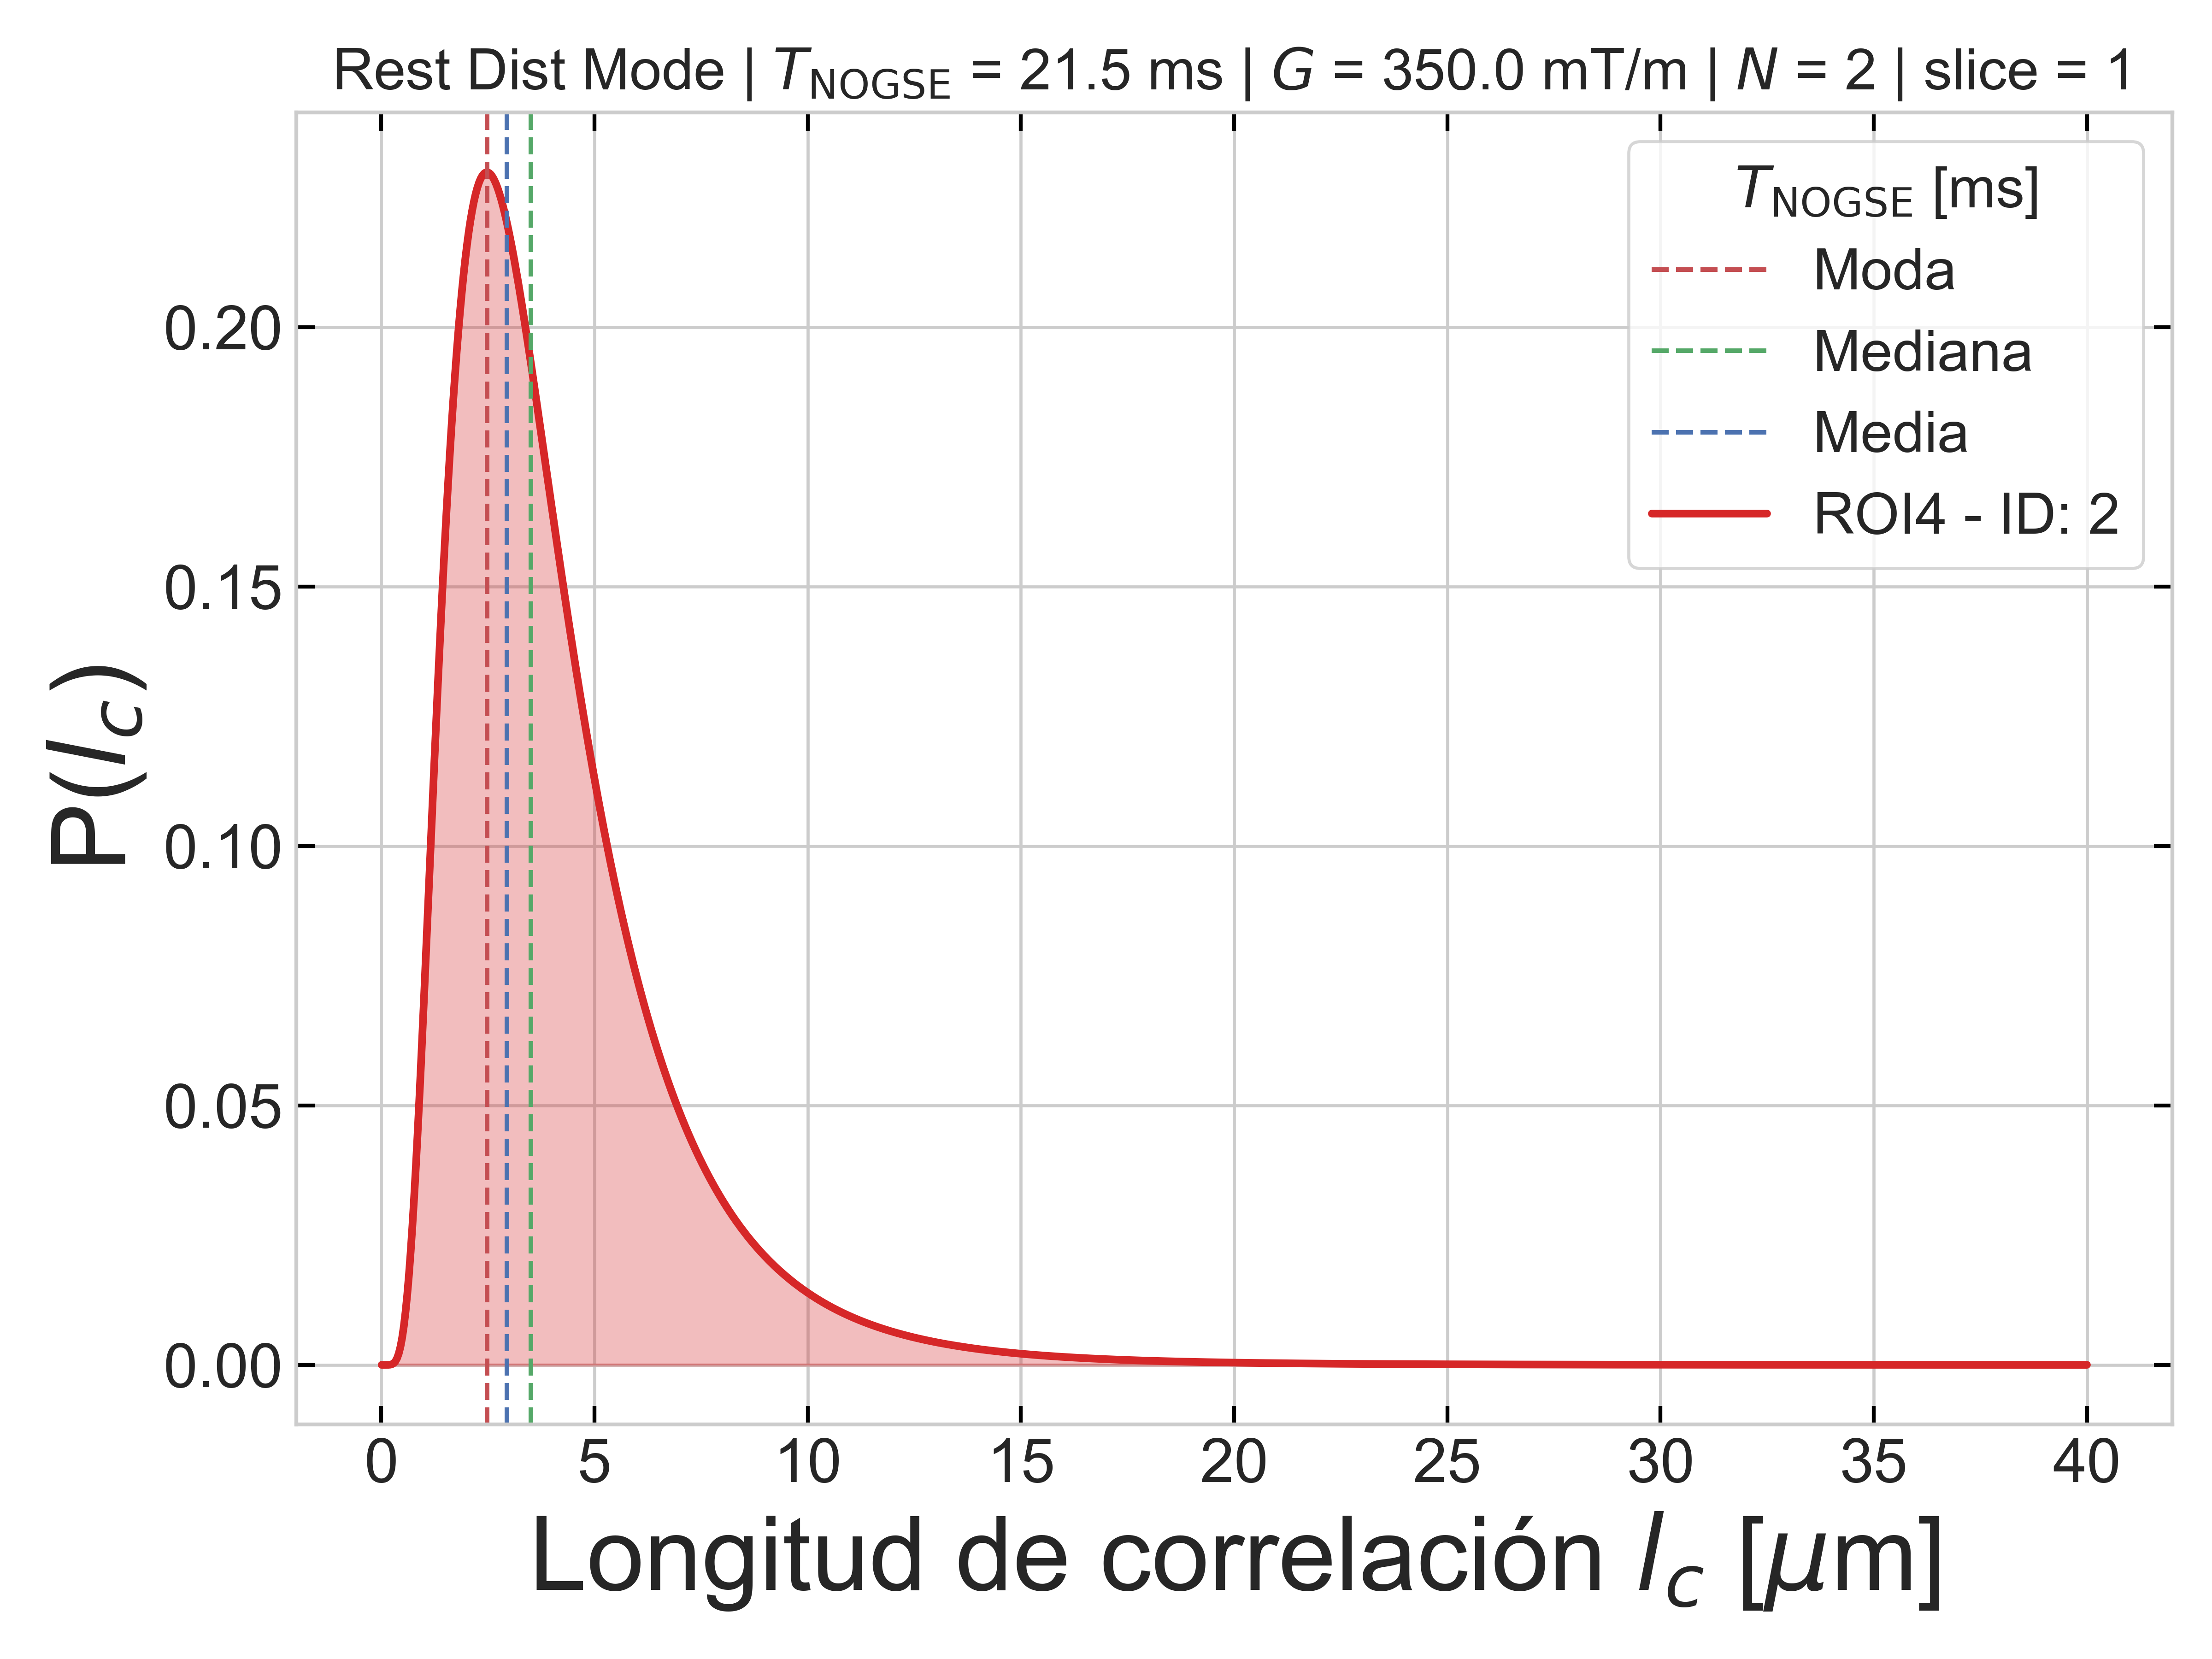 Rest Dist Mode | T_NOGSE = 21.5 ms | G = 350.0 mT/m | N = 2 | slice = 1
T_NOGSE [ms]
Moda
Mediana
Media
ROI4 - ID: 2
P(l_c)
0.20
0.15
0.10
0.05
0.00
0 5 10 15 20 25 30 35 40
Longitud de correlación l_c [μm]